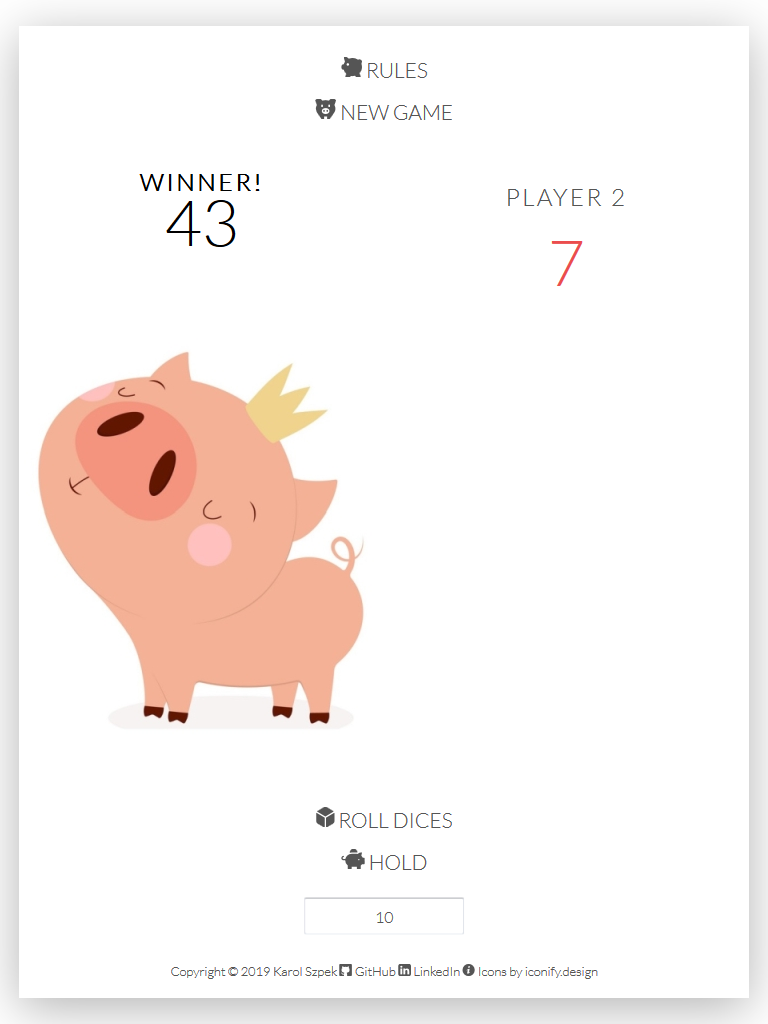 RULES
NEW GAME
WINNER!
43
PLAYER 2
7
ROLL DICES
HOLD
10
Copyright © 2019 Karol Szpek GitHub LinkedIn Icons by iconify.design